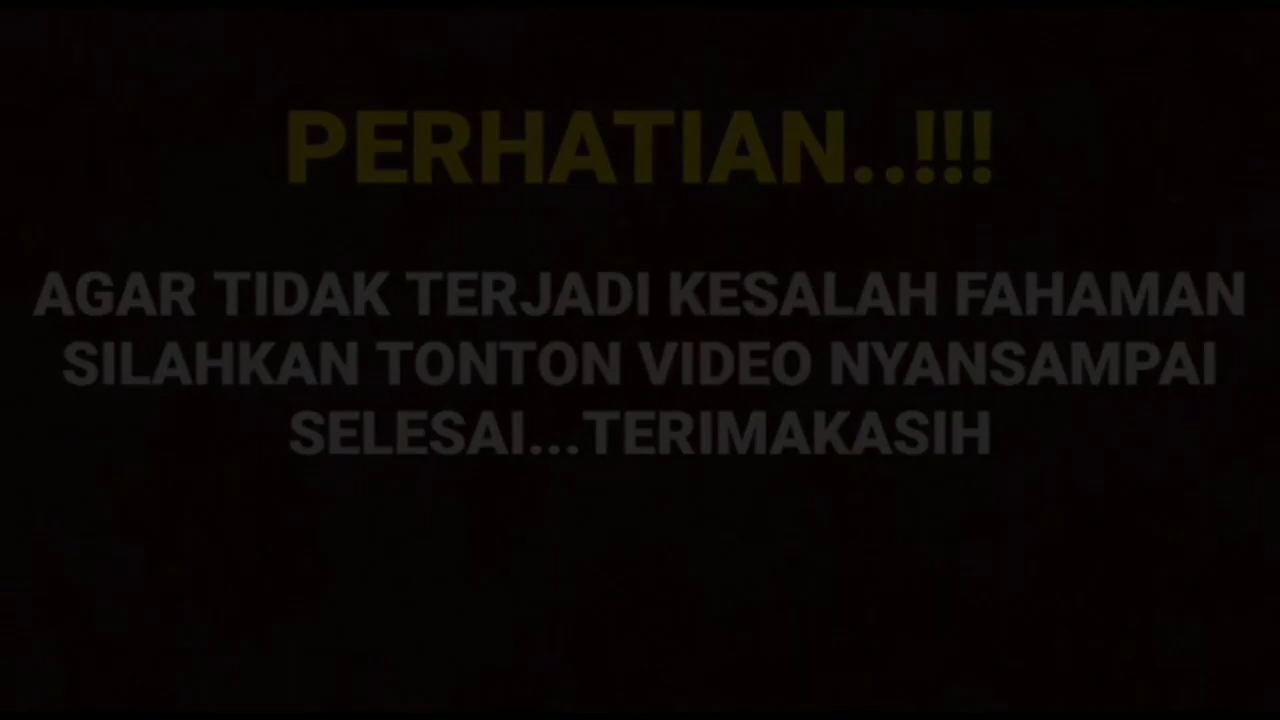 PERHATIAN..!!!
AGAR TIDAK TERJADI KESALAH FAHAMAN
SILAHKAN TONTON VIDEO NYANSAMPAI
SELESAI...TERIMAKASIH